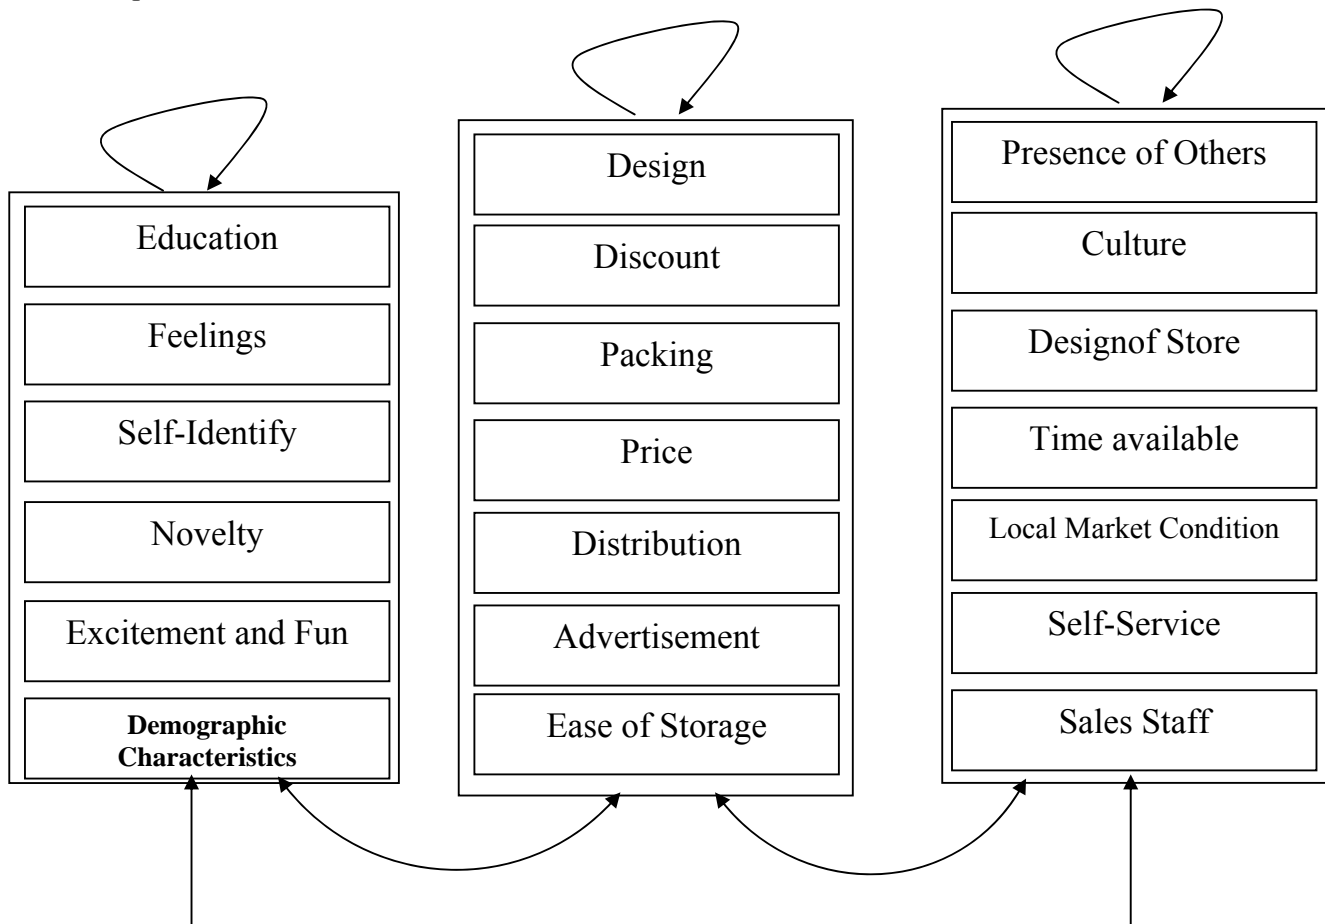 Education
Feelings
Self-Identify
Novelty
Excitement and Fun
Demographic
Characteristics
Design
Discount
Packing
Price
Distribution
Advertisement
Ease of Storage
Presence of Others
Culture
Designof Store
Time available
Local Market Condition
Self-Service
Sales Staff